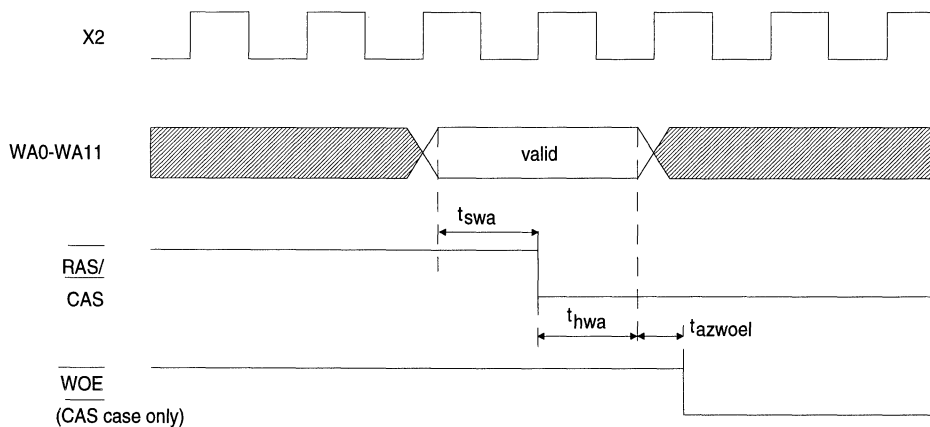 X2
WA0-WA11
valid
tswa
RAS/
CAS
thwa
tazwoel
WOE
(CAS case only)